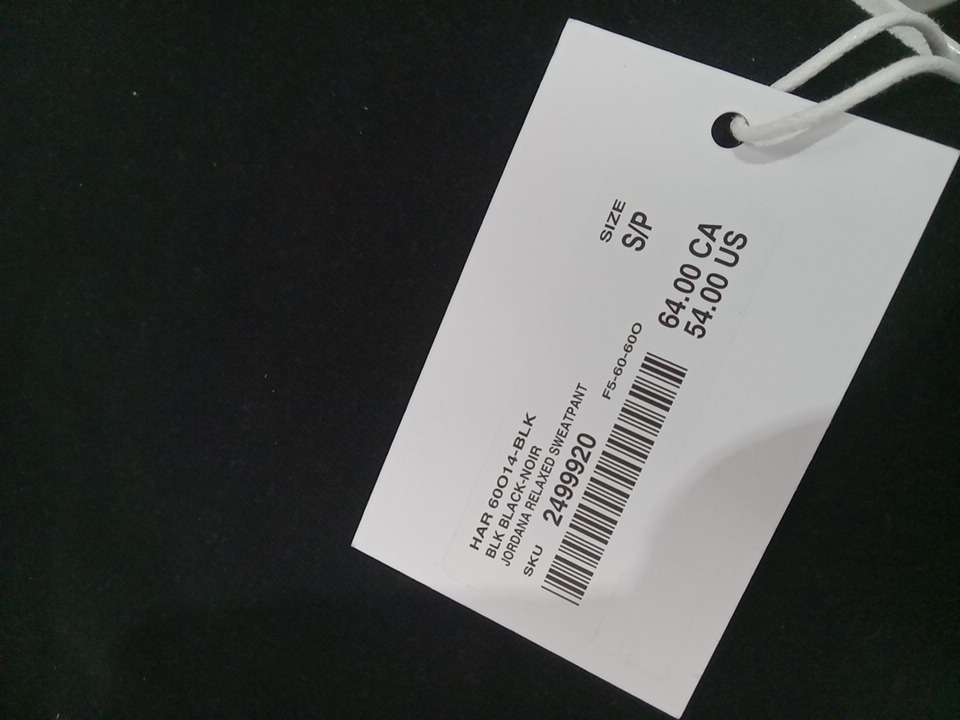 HAR 60O14-BLK
BLK BLACK-NOIR
JORDANA RELAXED SWEATPANT
SKU 2499920
SIZE
S/P
F5-60-60O
64.00 CA
54.00 US